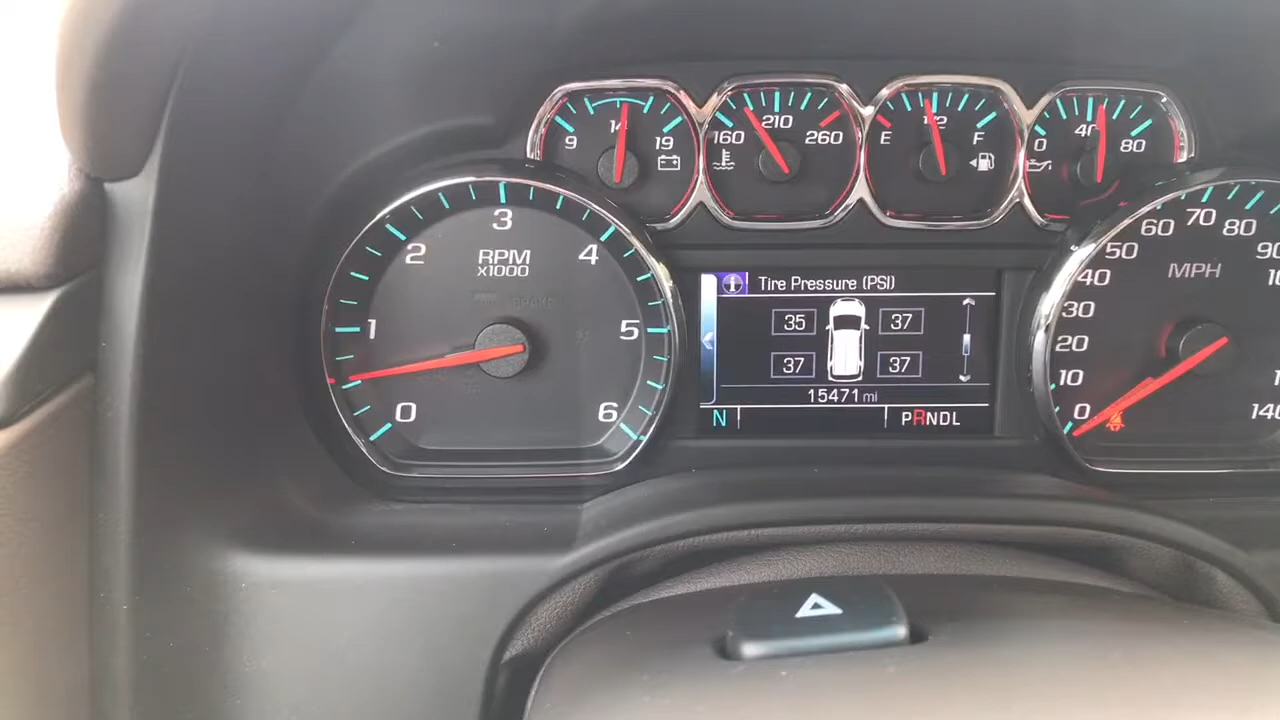 9 14 19
160 210 260
E 1/2 F
0 40 80
0 1 2 3 4 5 6
RPM
x1000
i Tire Pressure (PSI)
35 37
37 37
15471 mi
N PRNDL
0 10 20 30 40 50 60 70 80 90
140
MPH